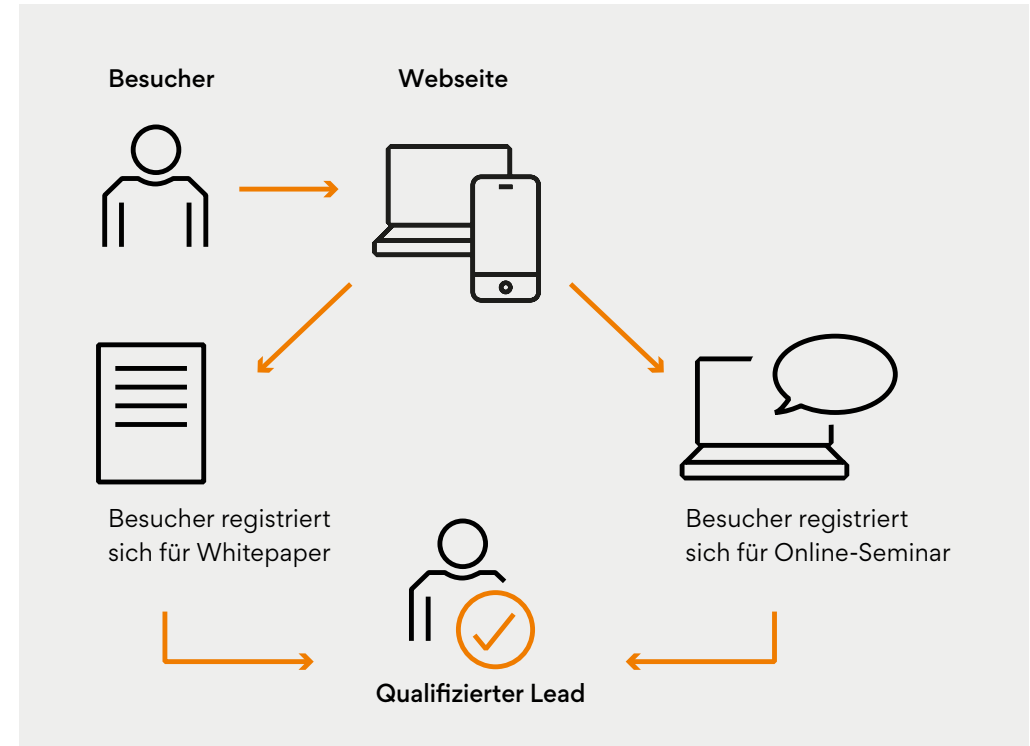 Besucher
Webseite
Besucher registriert
sich für Whitepaper
Besucher registriert
sich für Online-Seminar
Qualifizierter Lead